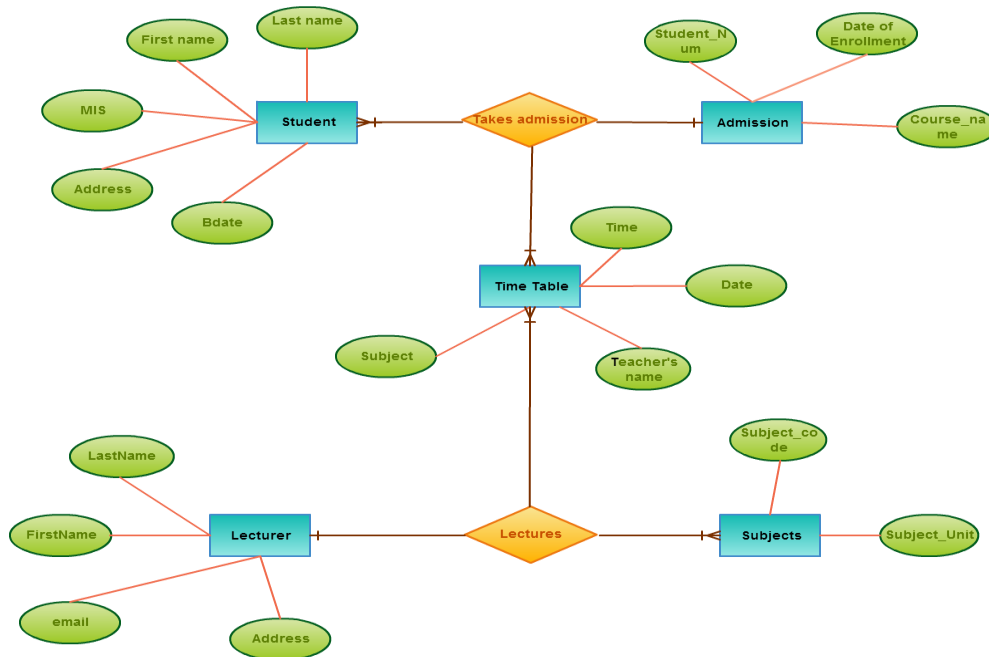 Last name
First name
Student_N
um
Date of
Enrollment
MIS
Student
Takes admission
Admission
Course_na
me
Address
Bdate
Time
Time Table
Date
Subject
Teacher's
name
LastName
Subject_co
de
FirstName
Lecturer
Lectures
Subjects
Subject_Unit
email
Address